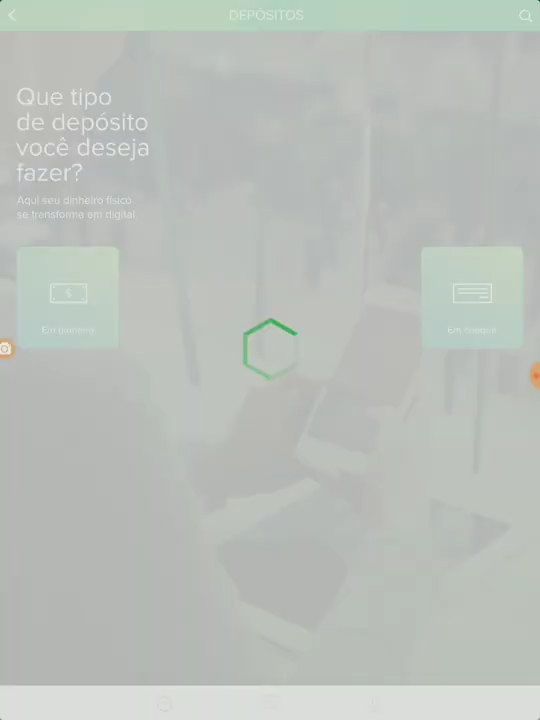 DEPÓSITOS
Que tipo
de depósito
você deseja
fazer?
Aqui seu dinheiro físico
se transforma em digital.
Em dinheiro
Em cheque